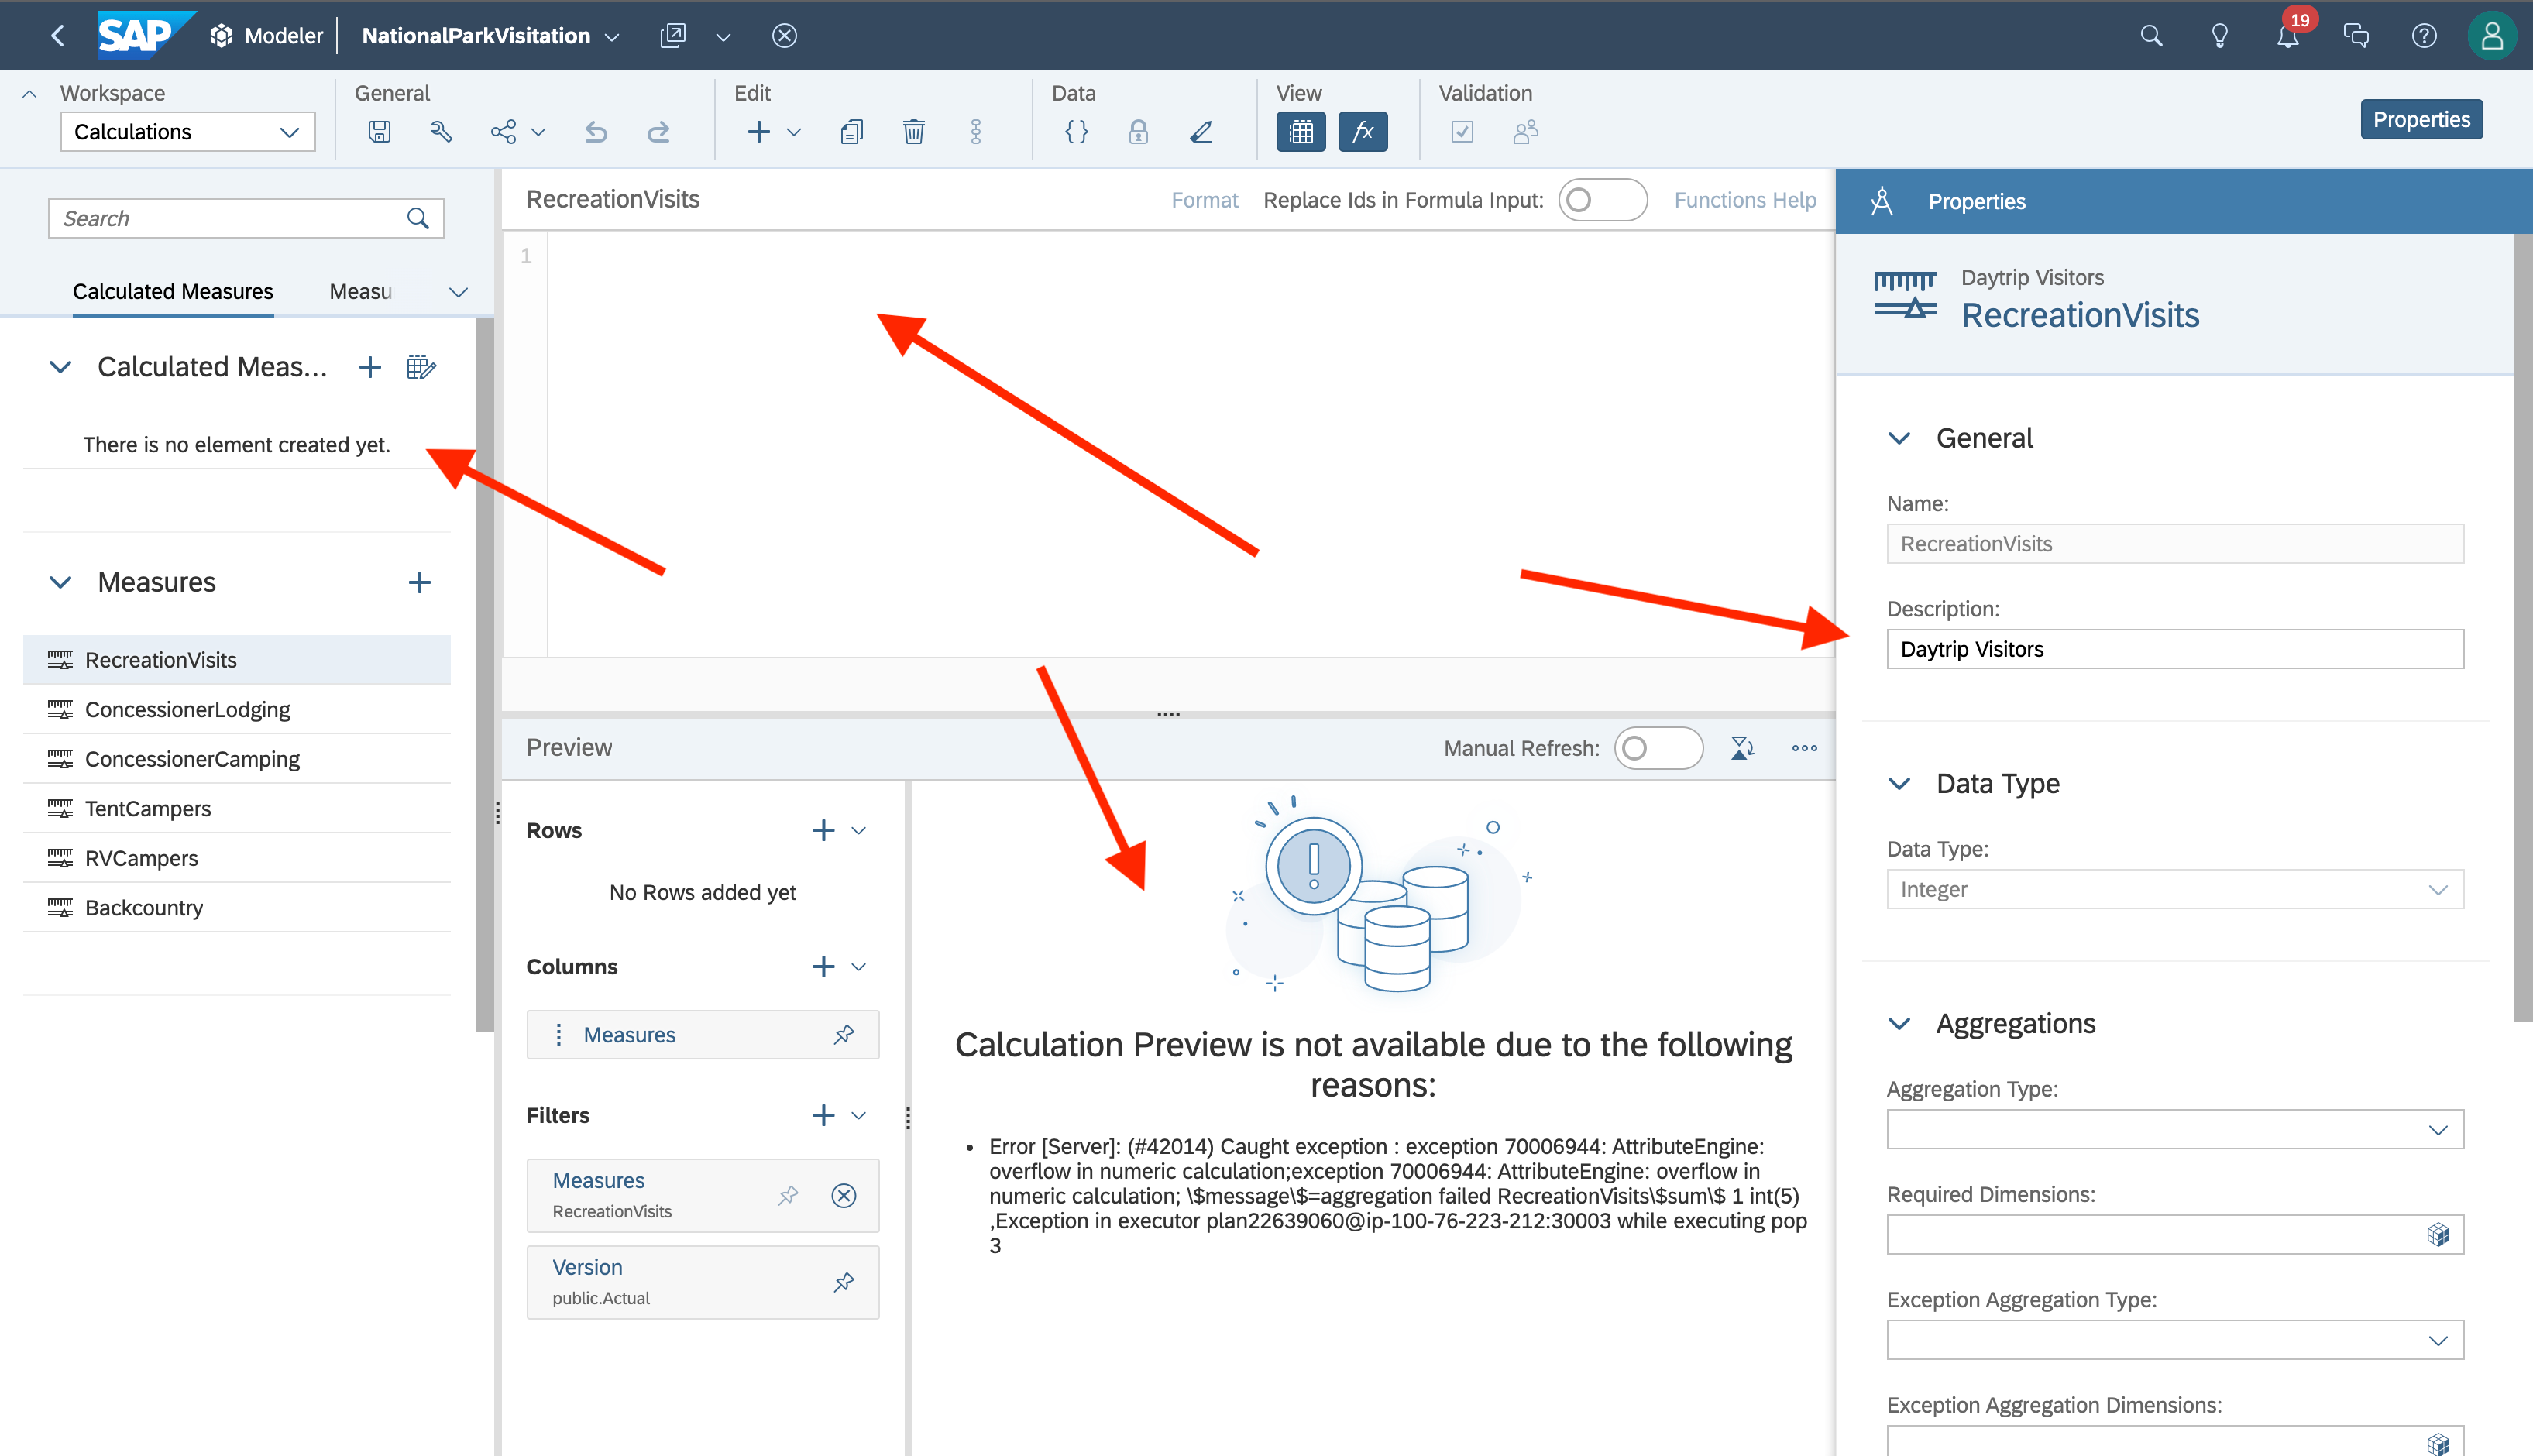 SAP Modeler NationalParkVisitation 19
Workspace General Edit Data View Validation
Calculations fx Properties
Search
Calculated Measures Measu
Calculated Meas...
There is no element created yet.
Measures
RecreationVisits
ConcessionerLodging
ConcessionerCamping
TentCampers
RVCampers
Backcountry
RecreationVisits Format Replace Ids in Formula Input: Functions Help
1
Preview Manual Refresh:
Rows
No Rows added yet
Columns
Measures
Filters
Measures
RecreationVisits
Version
public.Actual
Calculation Preview is not available due to the following
reasons:
• Error [Server]: (#42014) Caught exception : exception 70006944: AttributeEngine:
overflow in numeric calculation;exception 70006944: AttributeEngine: overflow in
numeric calculation; \$message\$=aggregation failed RecreationVisits\$sum\$ 1 int(5)
,Exception in executor plan22639060@ip-100-76-223-212:30003 while executing pop
3
Properties
Daytrip Visitors
RecreationVisits
General
Name:
RecreationVisits
Description:
Daytrip Visitors
Data Type
Data Type:
Integer
Aggregations
Aggregation Type:
Required Dimensions:
Exception Aggregation Type:
Exception Aggregation Dimensions: